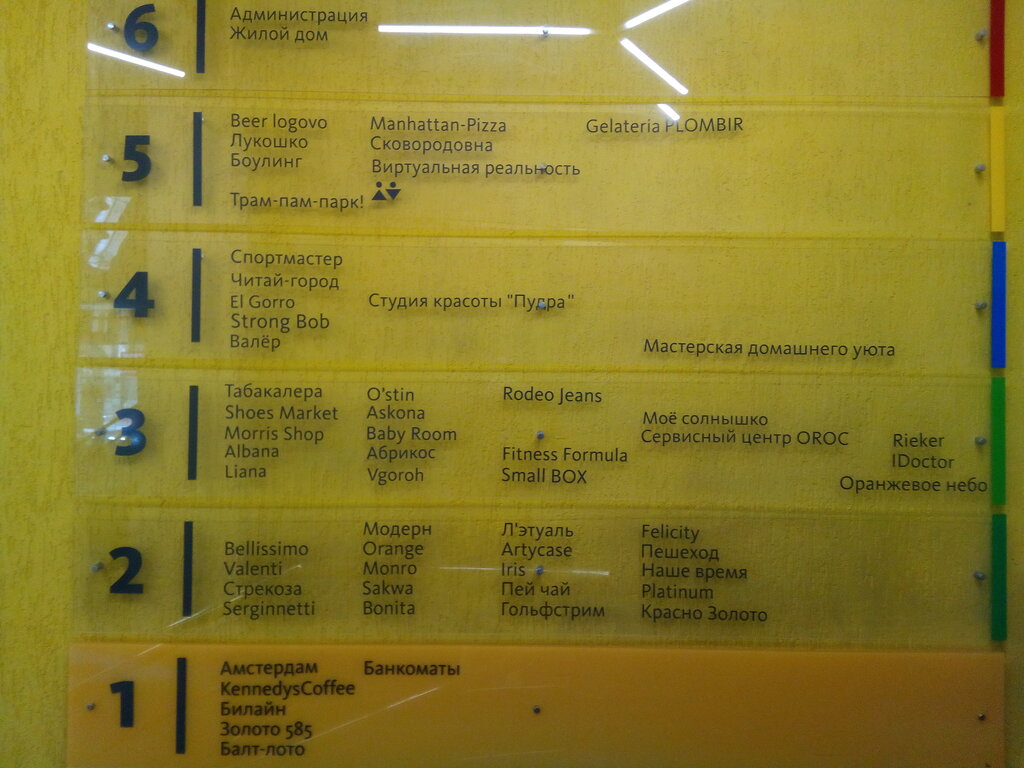 6
Администрация
Жилой дом
5
Beer logovo
Лукошко
Боулинг
Трам-пам-парк!
Manhattan-Pizza
Сковородовна
Виртуальная реальность
Gelateria PLOMBIR
4
Спортмастер
Читай-город
El Gorro
Strong Bob
Валёр
Студия красоты "Пудра"
Мастерская домашнего уюта
3
Табакалера
Shoes Market
Morris Shop
Albana
Liana
O'stin
Askona
Baby Room
Абрикос
Vgoroh
Rodeo Jeans
Fitness Formula
Small BOX
Моё солнышко
Сервисный центр OROC
Rieker
IDoctor
Оранжевое небо
2
Bellissimo
Valenti
Стрекоза
Serginnetti
Модерн
Orange
Monro
Sakwa
Bonita
Л'этуаль
Artycase
Iris
Пей чай
Гольфстрим
Felicity
Пешеход
Наше время
Platinum
Красно Золото
1
Амстердам
KennedysCoffee
Билайн
Золото 585
Балт-лото
Банкоматы